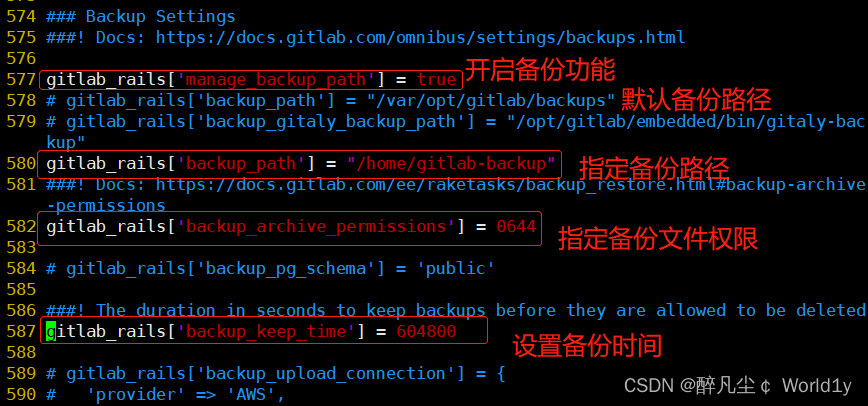 574 ### Backup Settings
575 ###! Docs: https://docs.gitlab.com/omnibus/settings/backups.html
576
577 gitlab_rails['manage_backup_path'] = true 开启备份功能
578 # gitlab_rails['backup_path'] = "/var/opt/gitlab/backups" 默认备份路径
579 # gitlab_rails['backup_gitaly_backup_path'] = "/opt/gitlab/embedded/bin/gitaly-bac
kup"
580 gitlab_rails['backup_path'] = "/home/gitlab-backup" 指定备份路径
581 ###! Docs: https://docs.gitlab.com/ee/raketasks/backup_restore.html#backup-archive
-permissions
582 gitlab_rails['backup_archive_permissions'] = 0644 指定备份文件权限
583
584 # gitlab_rails['backup_pg_schema'] = 'public'
585
586 ###! The duration in seconds to keep backups before they are allowed to be deleted
587 gitlab_rails['backup_keep_time'] = 604800 设置备份时间
588
589 # gitlab_rails['backup_upload_connection'] = {
590 #   'provider' => 'AWS',
CSDN @醉凡尘¢ World1y